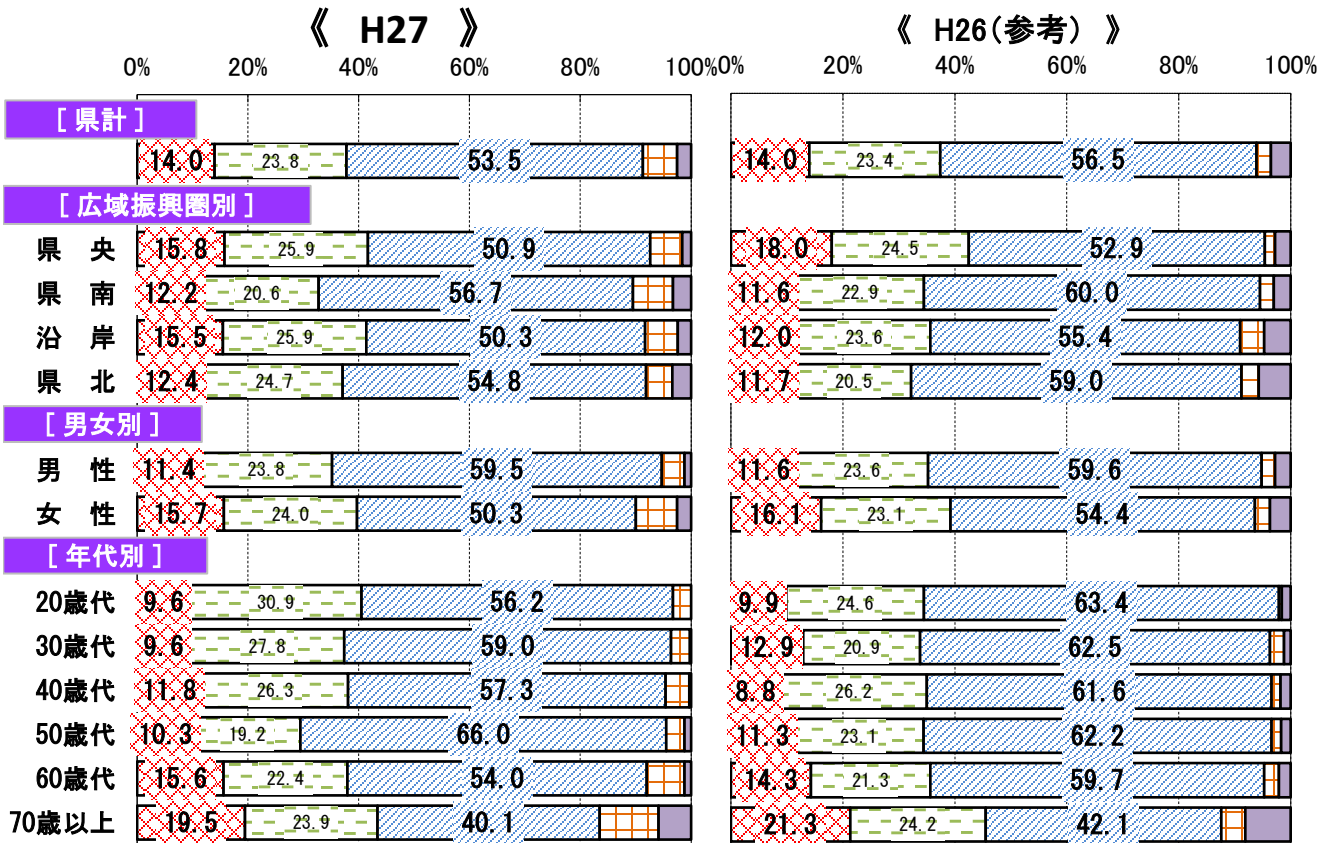 《 H27 》 《 H26(参考) 》
0% 20% 40% 60% 80% 100% 0% 20% 40% 60% 80% 100%
[ 県計 ]
14.0 23.8 53.5 14.0 23.4 56.5
[ 広域振興圏別 ]
県 央 15.8 25.9 50.9 18.0 24.5 52.9
県 南 12.2 20.6 56.7 11.6 22.9 60.0
沿 岸 15.5 25.9 50.3 12.0 23.6 55.4
県 北 12.4 24.7 54.8 11.7 20.5 59.0
[ 男女別 ]
男 性 11.4 23.8 59.5 11.6 23.6 59.6
女 性 15.7 24.0 50.3 16.1 23.1 54.4
[ 年代別 ]
20歳代 9.6 30.9 56.2 9.9 24.6 63.4
30歳代 9.6 27.8 59.0 12.9 20.9 62.5
40歳代 11.8 26.3 57.3 8.8 26.2 61.6
50歳代 10.3 19.2 66.0 11.3 23.1 62.2
60歳代 15.6 22.4 54.0 14.3 21.3 59.7
70歳以上 19.5 23.9 40.1 21.3 24.2 42.1